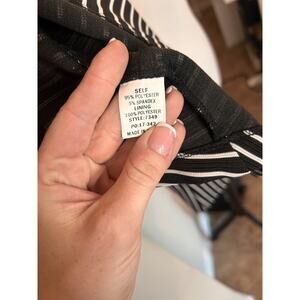 SELF
95% POLYESTER
5% SPANDEX
LINING
100% POLYESTER
STYLE:7349
MADE IN